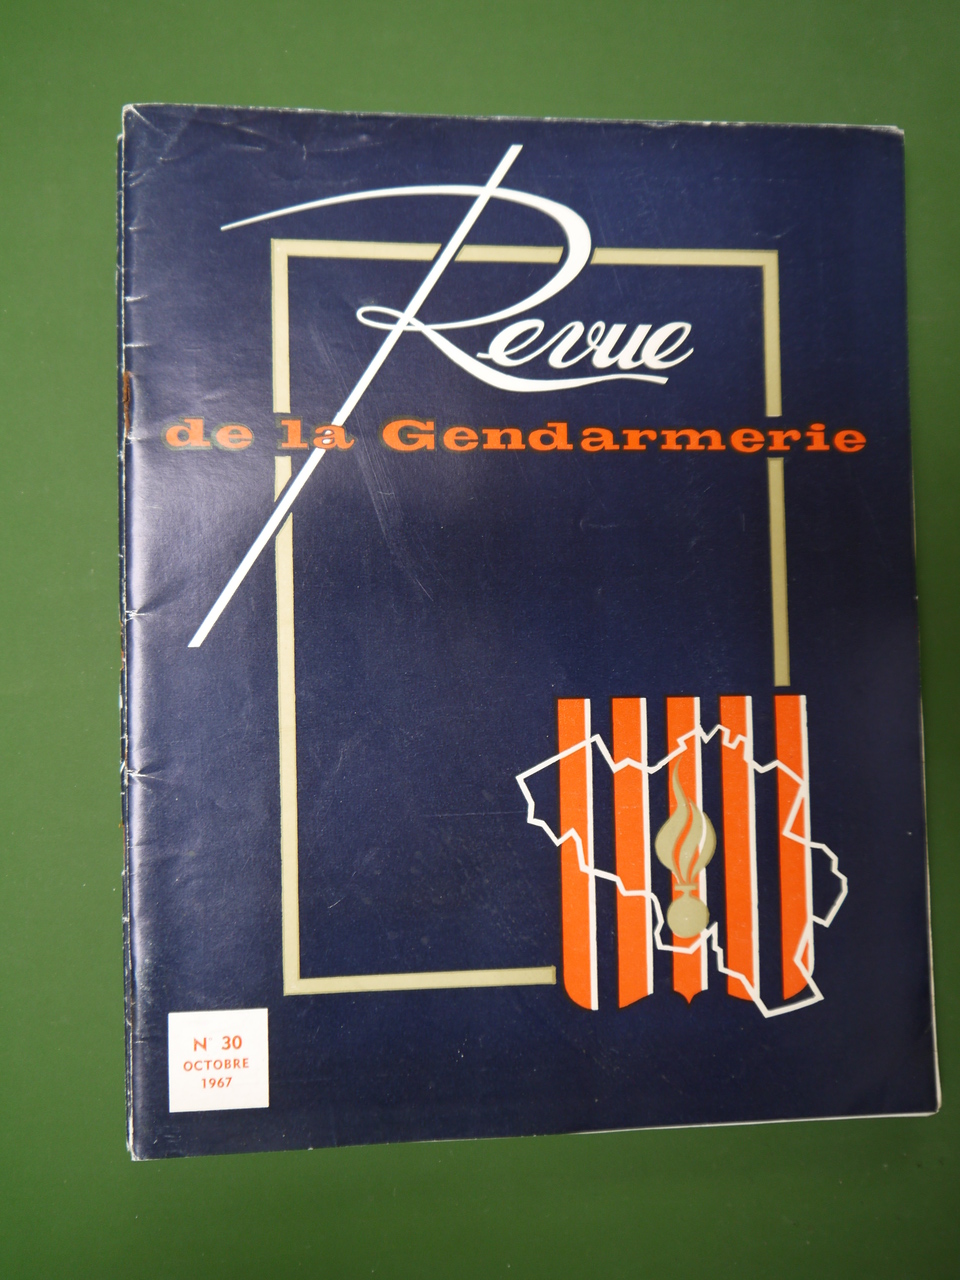 Revue
de la Gendarmerie
N° 30
OCTOBRE
1967